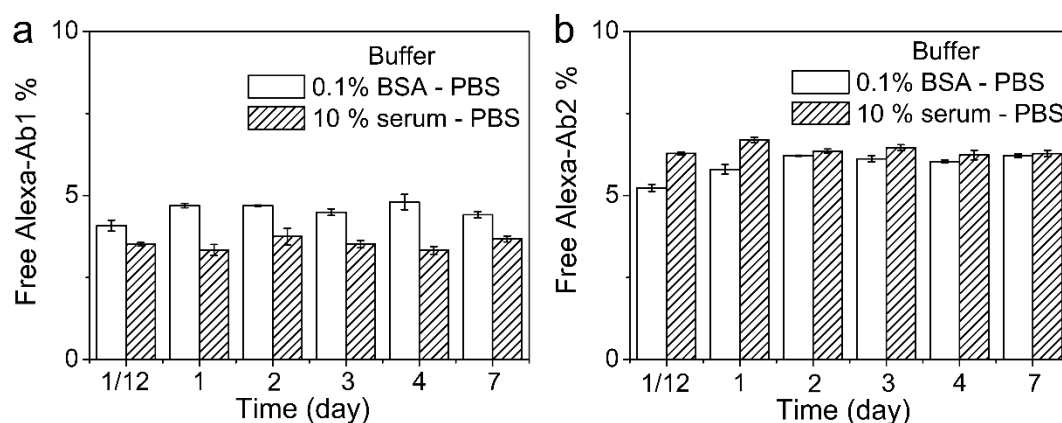 a
Free Alexa-Ab1 %
10
5
0
Buffer
0.1% BSA - PBS
10 % serum - PBS
1/12 1 2 3 4 7
Time (day)
b
Free Alexa-Ab2 %
10
5
0
Buffer
0.1% BSA - PBS
10 % serum - PBS
1/12 1 2 3 4 7
Time (day)